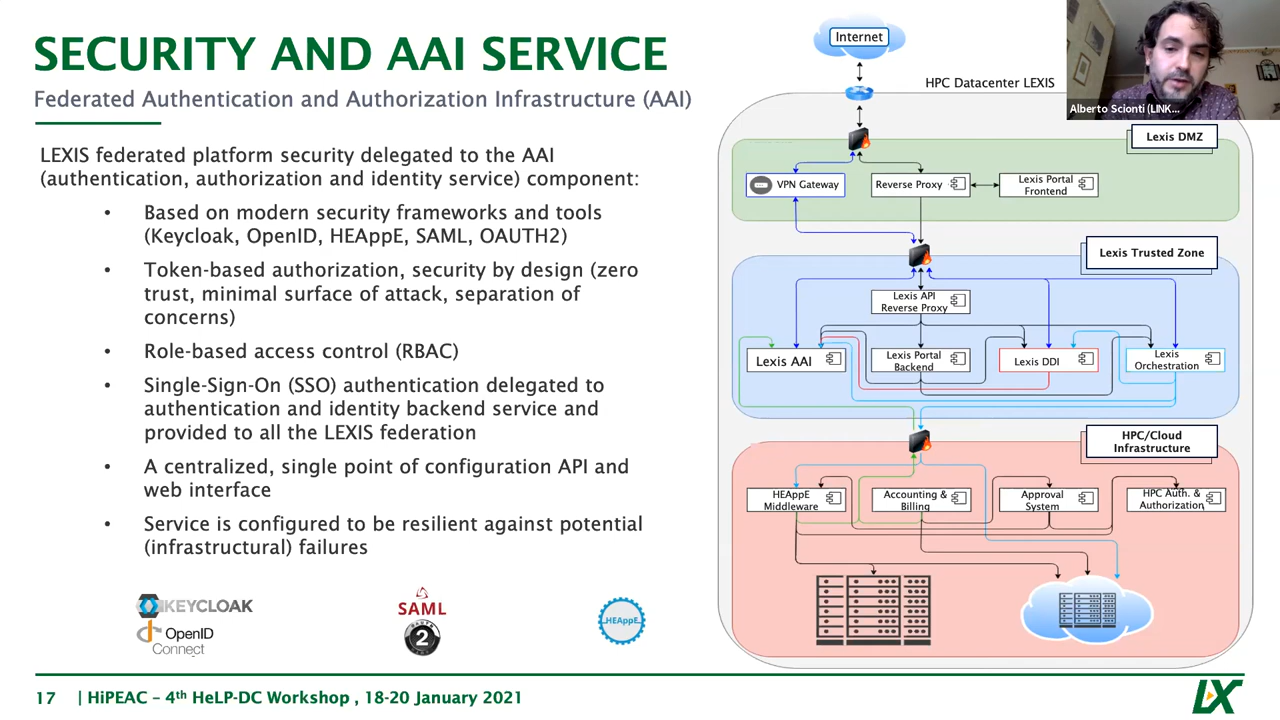 SECURITY AND AAI SERVICE
Federated Authentication and Authorization Infrastructure (AAI)
LEXIS federated platform security delegated to the AAI
(authentication, authorization and identity service) component:
• Based on modern security frameworks and tools
(Keycloak, OpenID, HEAppE, SAML, OAUTH2)
• Token-based authorization, security by design (zero
trust, minimal surface of attack, separation of
concerns)
• Role-based access control (RBAC)
• Single-Sign-On (SSO) authentication delegated to
authentication and identity backend service and
provided to all the LEXIS federation
• A centralized, single point of configuration API and
web interface
• Service is configured to be resilient against potential
(infrastructural) failures
KEYCLOAK
OpenID
Connect
SAML
OAUTH
2
HEAppE
Internet
HPC Datacenter LEXIS
Alberto Scionti (LINK...
Lexis DMZ
VPN Gateway
Reverse Proxy
Lexis Portal
Frontend
Lexis Trusted Zone
Lexis API
Reverse Proxy
Lexis AAI
Lexis Portal
Backend
Lexis DDI
Lexis
Orchestration
HPC/Cloud
Infrastructure
HEAppE
Middleware
Accounting &
Billing
Approval
System
HPC Auth. &
Authorization
17 | HiPEAC – 4th HeLP-DC Workshop , 18-20 January 2021
LX